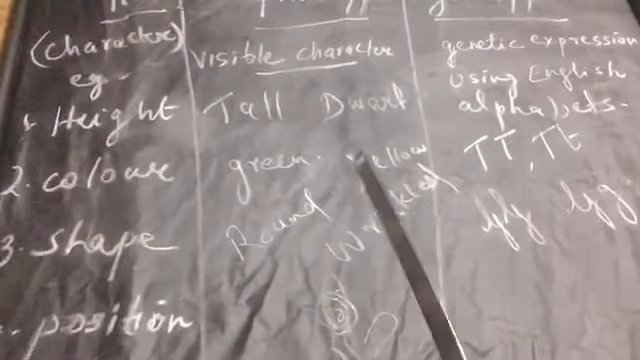 (Character)
eg.
1. Height
2. colour
3. shape
position
Visible character
Tall Dwarf
green. Yellow
Round Wrinkled
genetic expression
using English
alphabets.
TT, Tt